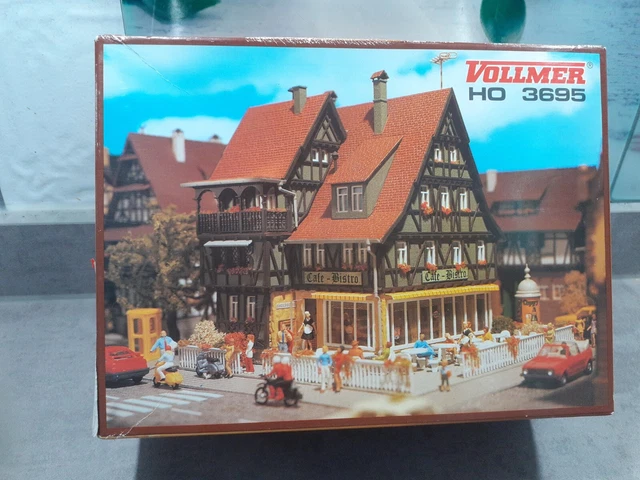 VOLLMER®
HO 3695
Cafe - Bistro
Cafe - Bistro